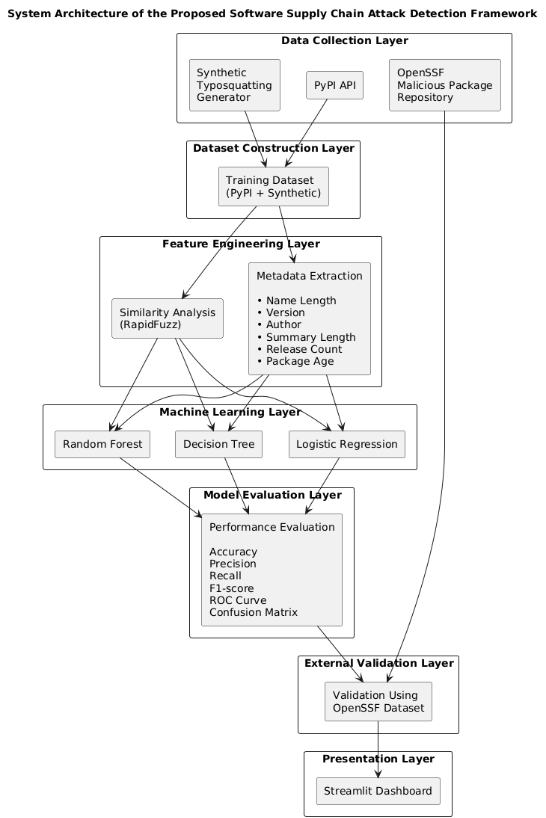 System Architecture of the Proposed Software Supply Chain Attack Detection Framework
Data Collection Layer
Synthetic
Typosquatting
Generator
PyPI API
OpenSSF
Malicious Package
Repository
Dataset Construction Layer
Training Dataset
(PyPI + Synthetic)
Feature Engineering Layer
Similarity Analysis
(RapidFuzz)
Metadata Extraction
• Name Length
• Version
• Author
• Summary Length
• Release Count
• Package Age
Machine Learning Layer
Random Forest
Decision Tree
Logistic Regression
Model Evaluation Layer
Performance Evaluation
Accuracy
Precision
Recall
F1-score
ROC Curve
Confusion Matrix
External Validation Layer
Validation Using
OpenSSF Dataset
Presentation Layer
Streamlit Dashboard